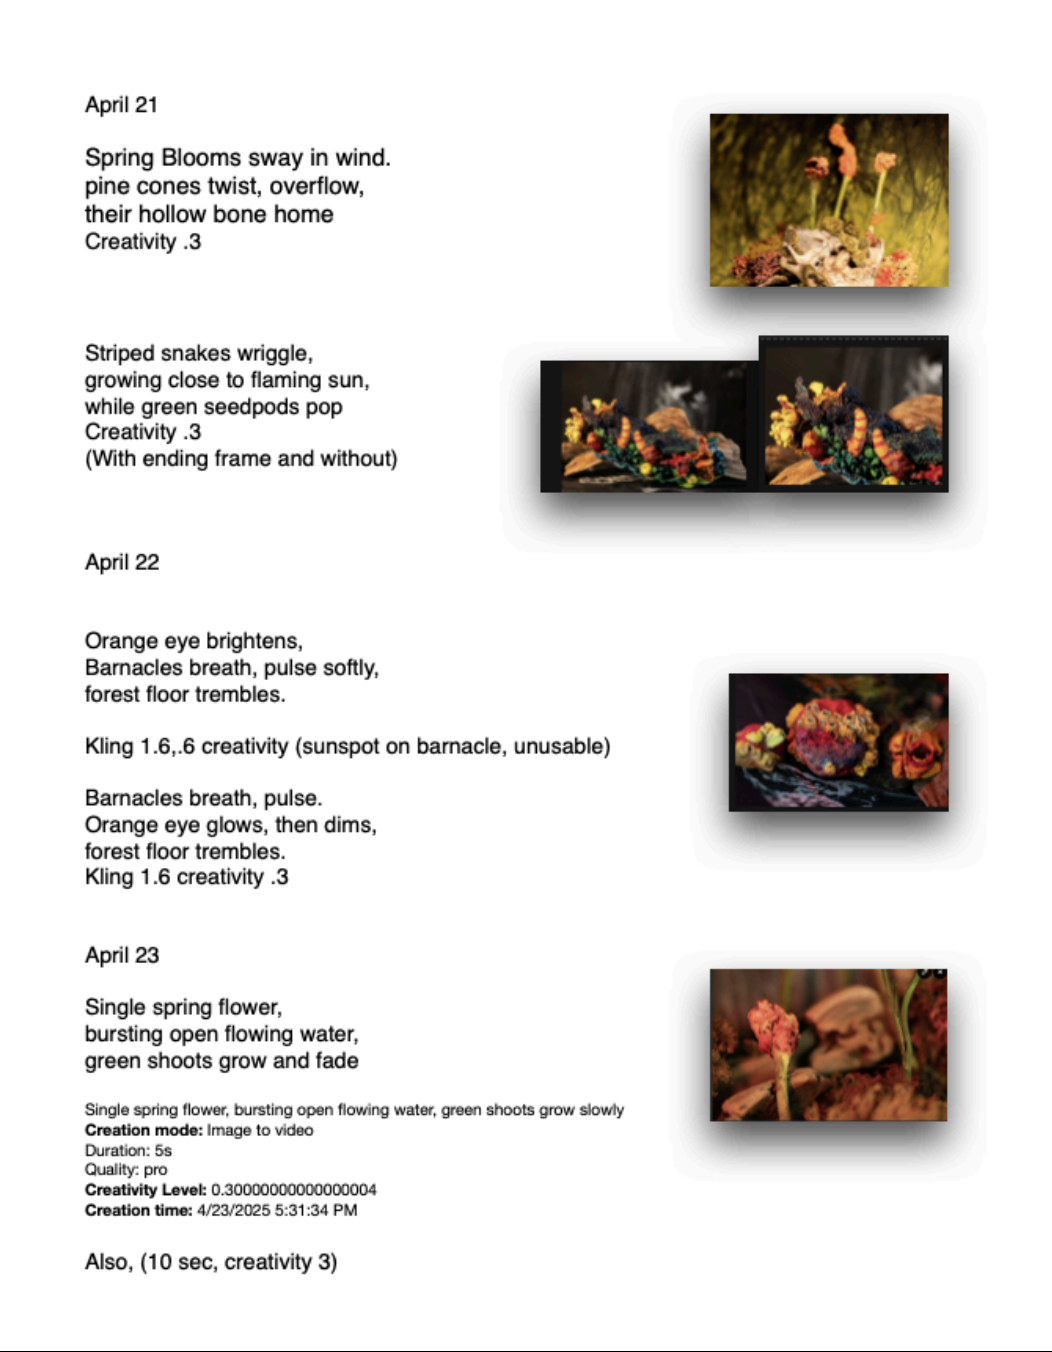 April 21
Spring Blooms sway in wind.
pine cones twist, overflow,
their hollow bone home
Creativity .3
Striped snakes wriggle,
growing close to flaming sun,
while green seedpods pop
Creativity .3
(With ending frame and without)
April 22
Orange eye brightens,
Barnacles breath, pulse softly,
forest floor trembles.
Kling 1.6,.6 creativity (sunspot on barnacle, unusable)
Barnacles breath, pulse.
Orange eye glows, then dims,
forest floor trembles.
Kling 1.6 creativity .3
April 23
Single spring flower,
bursting open flowing water,
green shoots grow and fade
Single spring flower, bursting open flowing water, green shoots grow slowly
Creation mode: Image to video
Duration: 5s
Quality: pro
Creativity Level: 0.30000000000000004
Creation time: 4/23/2025 5:31:34 PM
Also, (10 sec, creativity 3)